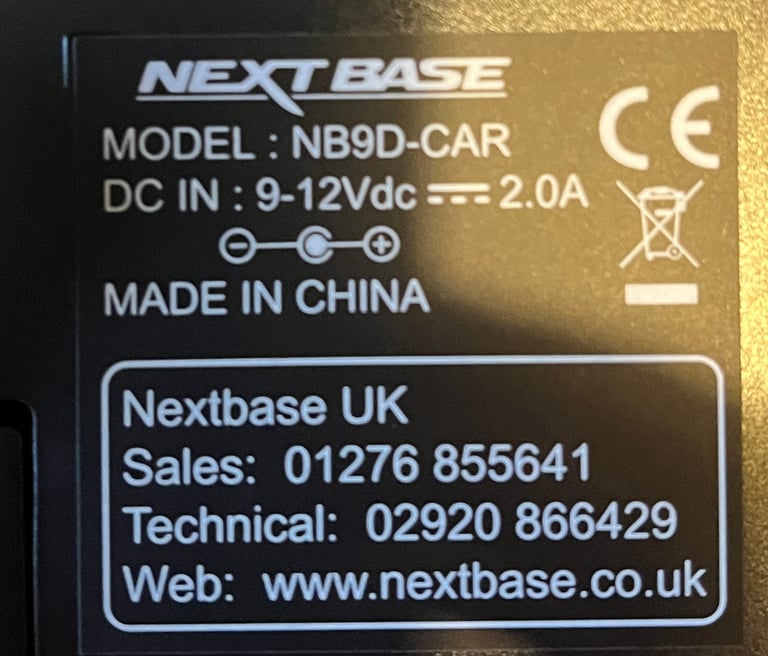 NEXTBASE
MODEL : NB9D-CAR
DC IN : 9-12Vdc ⎓ 2.0A
MADE IN CHINA
CE
Nextbase UK
Sales: 01276 855641
Technical: 02920 866429
Web: www.nextbase.co.uk